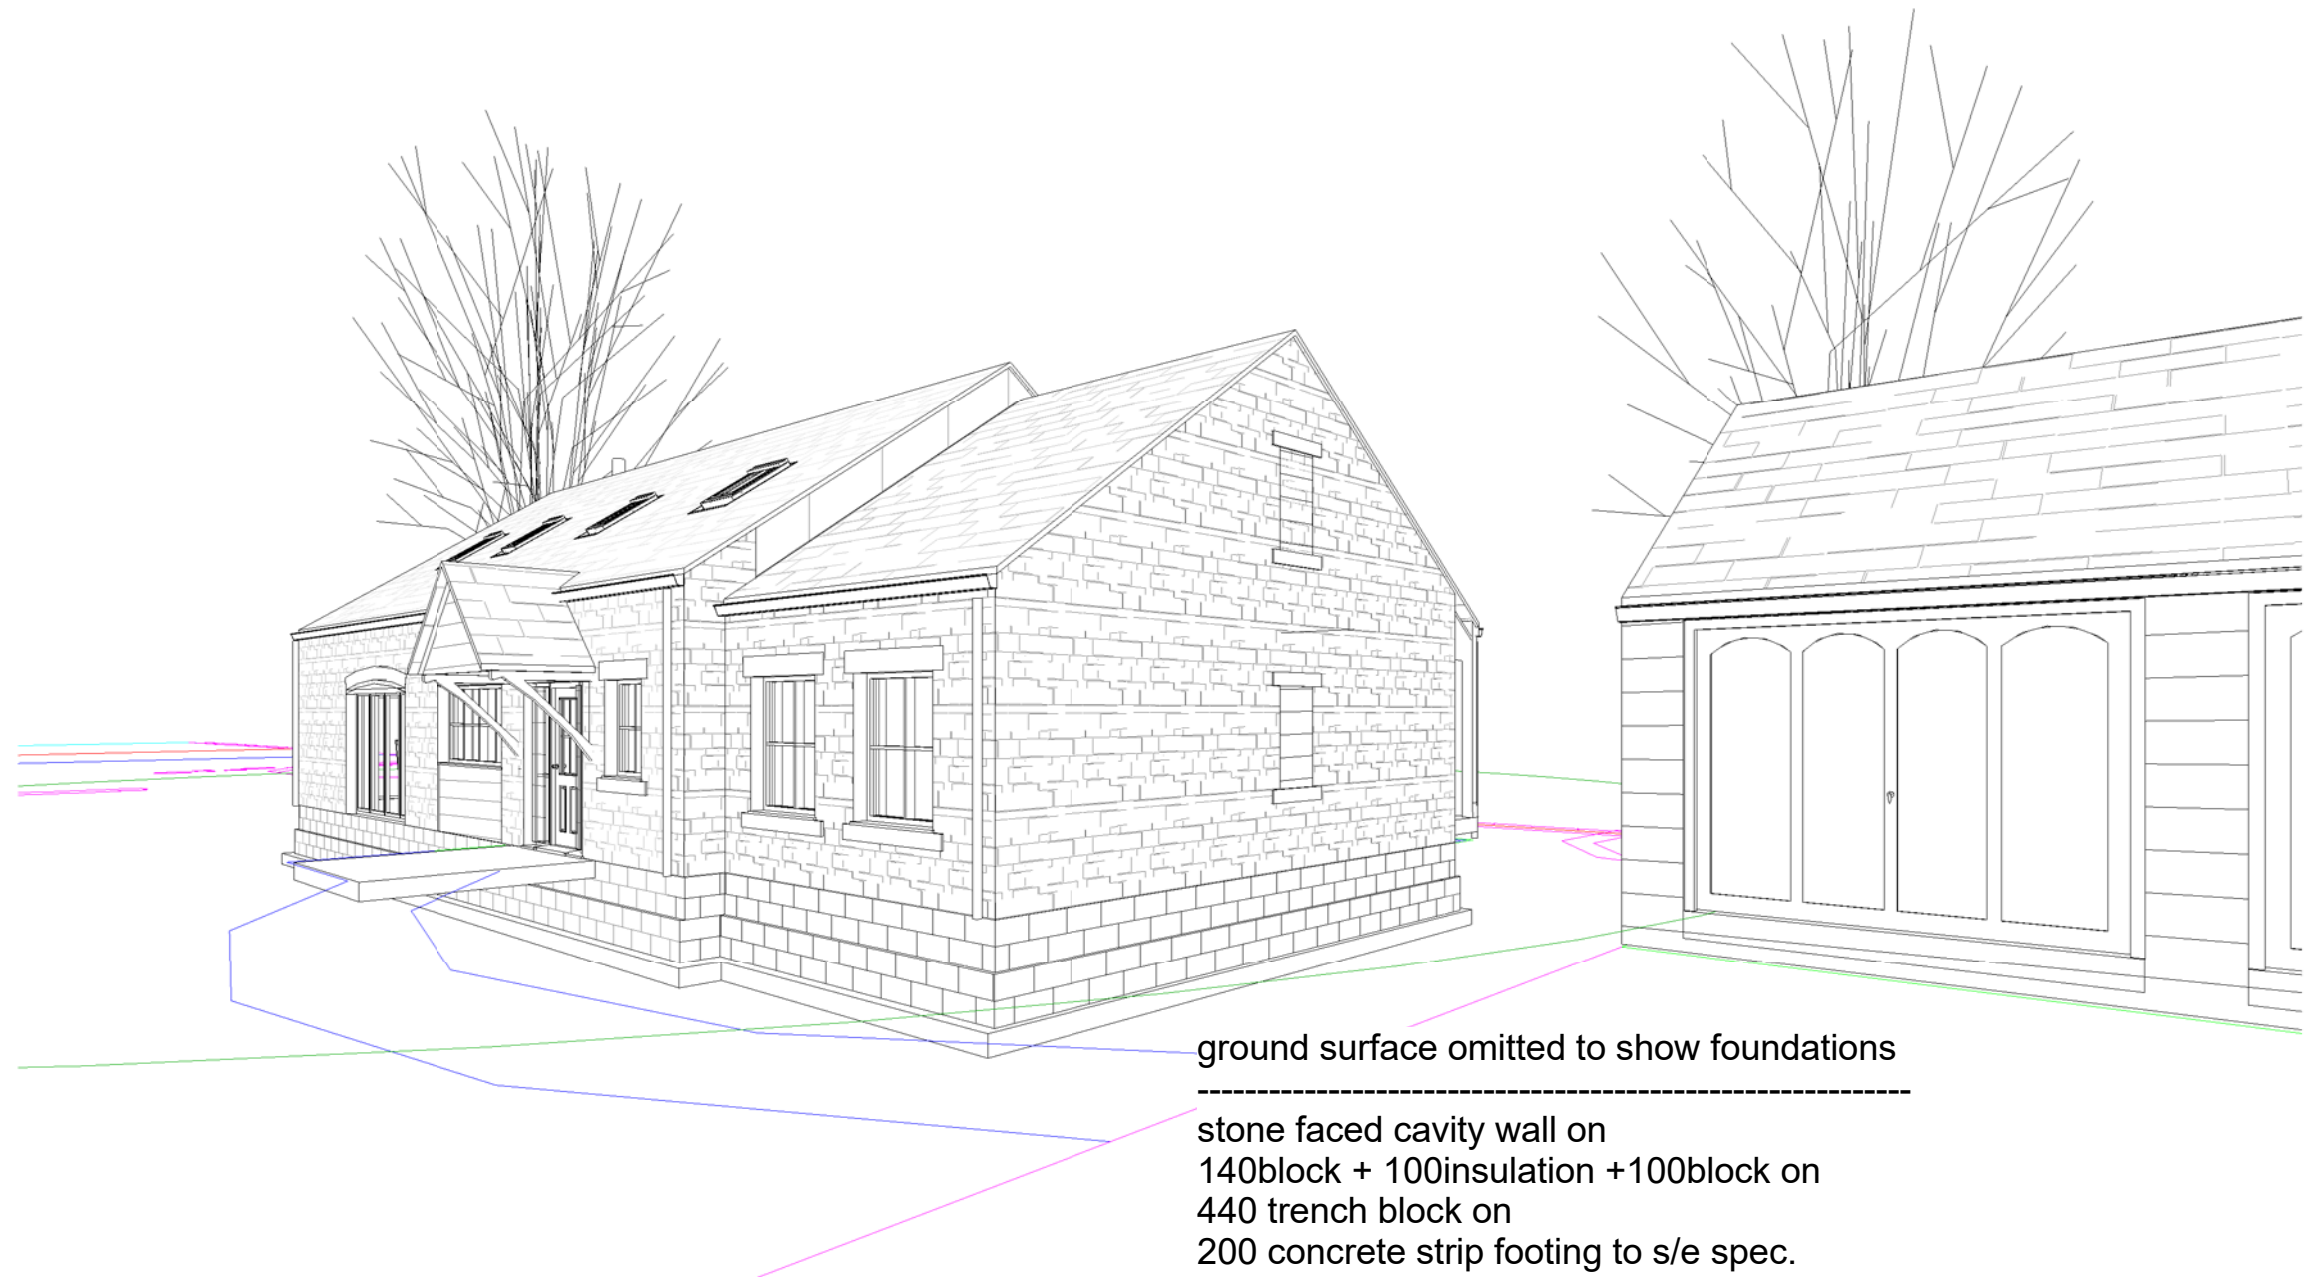 ground surface omitted to show foundations
------------------------------------------------------------
stone faced cavity wall on
140block + 100insulation +100block on
440 trench block on
200 concrete strip footing to s/e spec.